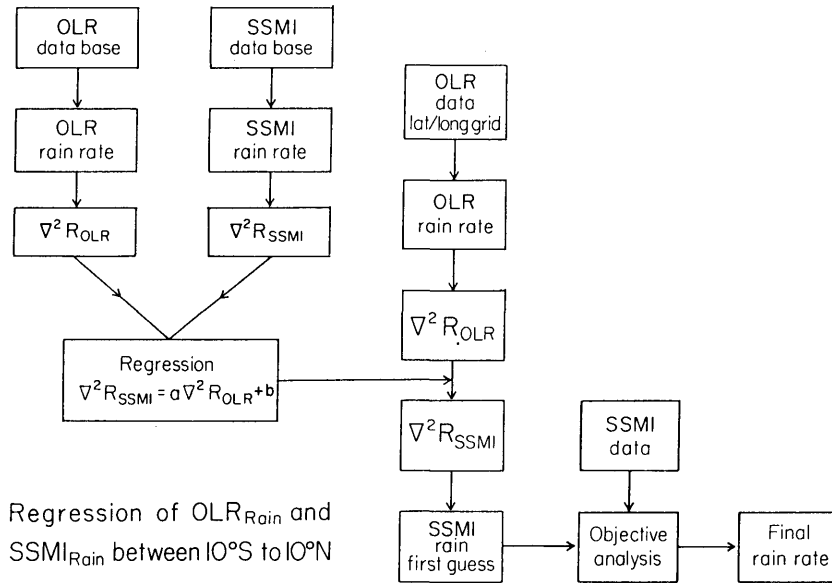 OLR
data base
SSMI
data base
OLR
rain rate
SSMI
rain rate
∇²R_OLR
∇²R_SSMI
Regression
∇²R_SSMI = a∇²R_OLR + b
OLR
data
lat/long grid
OLR
rain rate
∇²R_OLR
∇²R_SSMI
SSMI
rain
first guess
SSMI
data
Objective
analysis
Final
rain rate
Regression of OLR_Rain and
SSMI_Rain between 10°S to 10°N